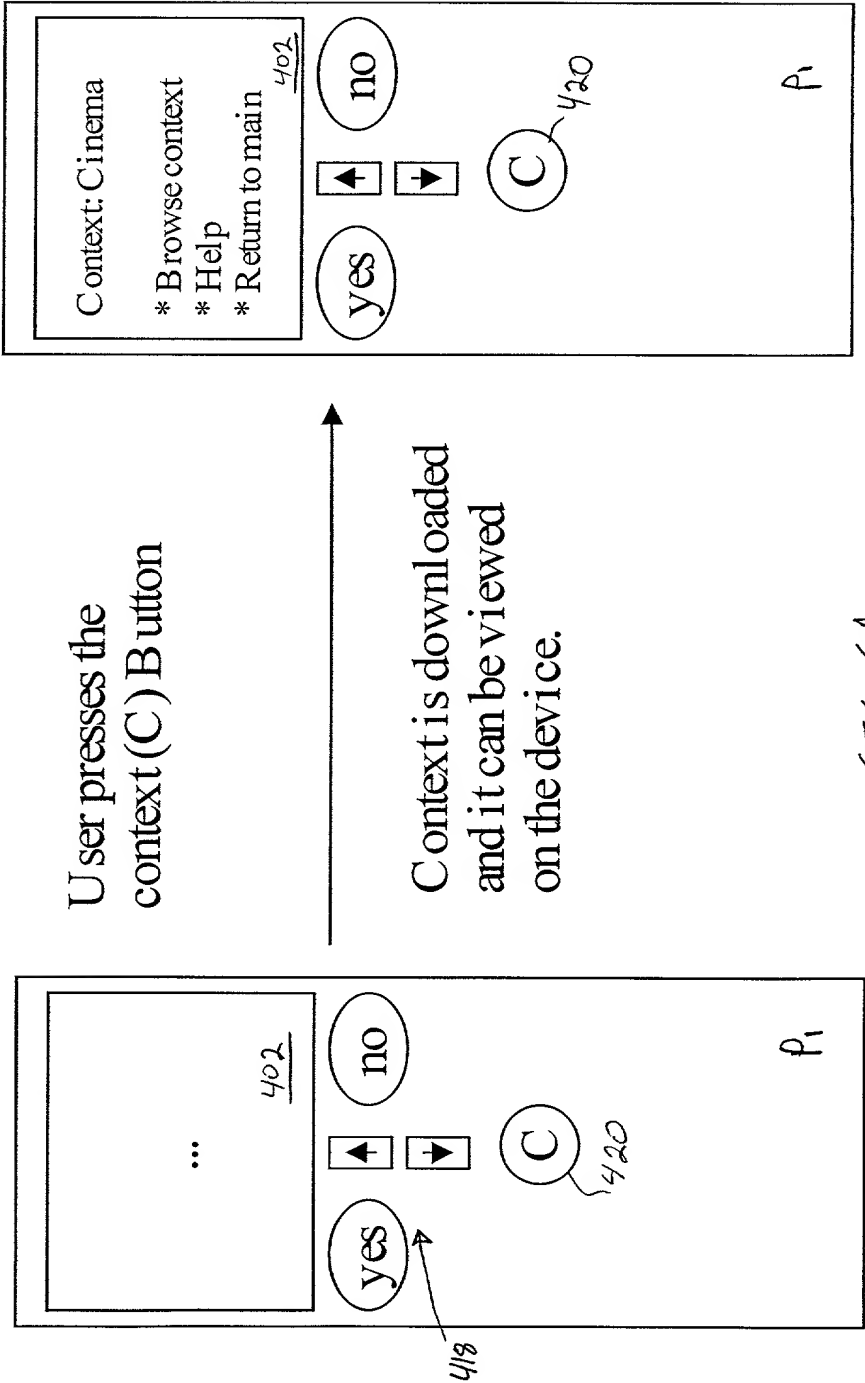 ...
402
yes
no
418
C
420
P1
User presses the
context (C) Button
Context is downloaded
and it can be viewed
on the device.
Context: Cinema
* Browse context
* Help
* Return to main
402
yes
no
C
420
P1